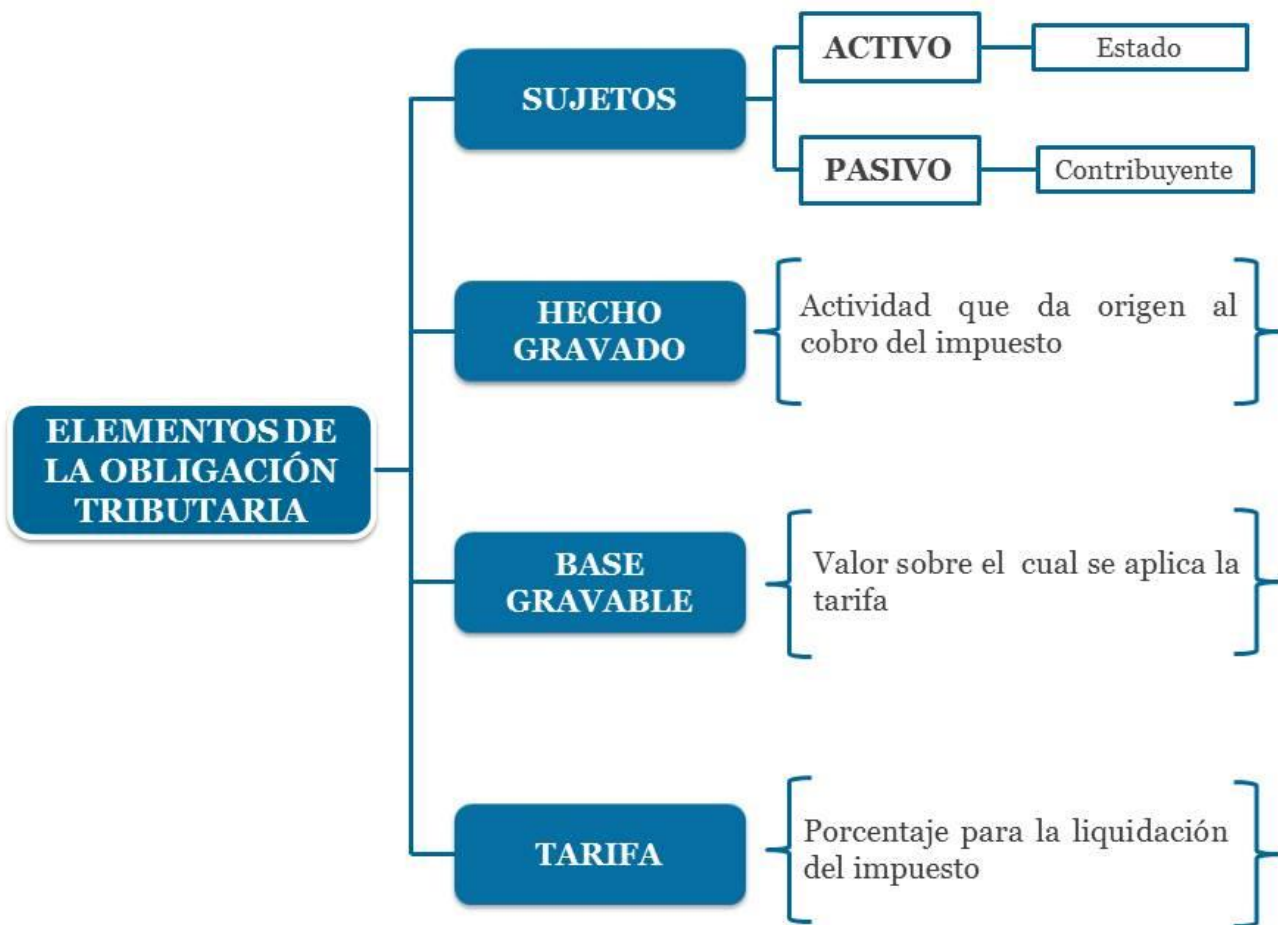 ELEMENTOS DE
LA OBLIGACIÓN
TRIBUTARIA
SUJETOS
ACTIVO
Estado
PASIVO
Contribuyente
HECHO
GRAVADO
Actividad que da origen al
cobro del impuesto
BASE
GRAVABLE
Valor sobre el cual se aplica la
tarifa
TARIFA
Porcentaje para la liquidación
del impuesto